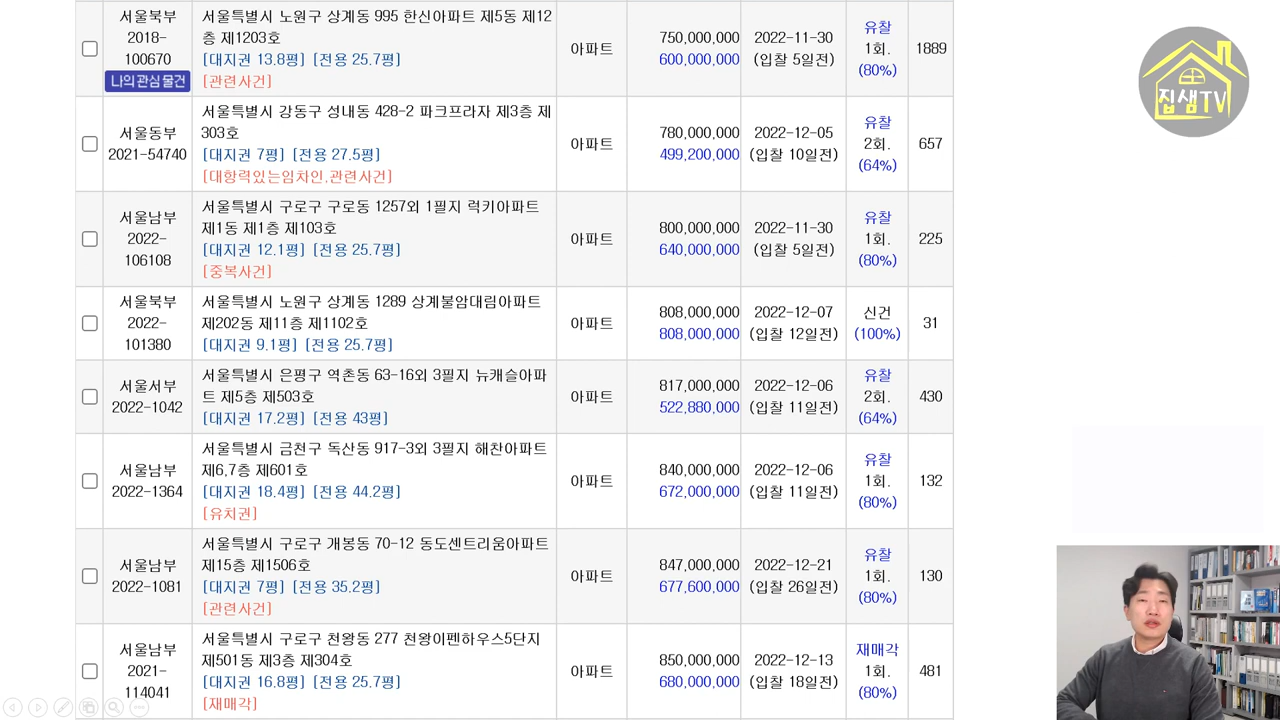 서울북부
2018-
100670
나의 관심 물건
서울특별시 노원구 상계동 995 한신아파트 제5동 제12
층 제1203호
[대지권 13.8평] [전용 25.7평]
[관련사건]
아파트
750,000,000
600,000,000
2022-11-30
(입찰 5일전)
유찰
1회.
(80%)
1889
서울동부
2021-54740
서울특별시 강동구 성내동 428-2 파크프라자 제3층 제
303호
[대지권 7평] [전용 27.5평]
[대항력있는임차인,관련사건]
아파트
780,000,000
499,200,000
2022-12-05
(입찰 10일전)
유찰
2회.
(64%)
657
서울남부
2022-
106108
서울특별시 구로구 구로동 1257외 1필지 럭키아파트
제1동 제1층 제103호
[대지권 12.1평] [전용 25.7평]
[중복사건]
아파트
800,000,000
640,000,000
2022-11-30
(입찰 5일전)
유찰
1회.
(80%)
225
서울북부
2022-
101380
서울특별시 노원구 상계동 1289 상계불암대림아파트
제202동 제11층 제1102호
[대지권 9.1평] [전용 25.7평]
아파트
808,000,000
808,000,000
2022-12-07
(입찰 12일전)
신건
(100%)
31
서울서부
2022-1042
서울특별시 은평구 역촌동 63-16외 3필지 뉴캐슬아파
트 제5층 제503호
[대지권 17.2평] [전용 43평]
아파트
817,000,000
522,880,000
2022-12-06
(입찰 11일전)
유찰
2회.
(64%)
430
서울남부
2022-1364
서울특별시 금천구 독산동 917-3외 3필지 해찬아파트
제6,7층 제601호
[대지권 18.4평] [전용 44.2평]
[유치권]
아파트
840,000,000
672,000,000
2022-12-06
(입찰 11일전)
유찰
1회.
(80%)
132
서울남부
2022-1081
서울특별시 구로구 개봉동 70-12 동도센트리움아파트
제15층 제1506호
[대지권 7평] [전용 35.2평]
[관련사건]
아파트
847,000,000
677,600,000
2022-12-21
(입찰 26일전)
유찰
1회.
(80%)
130
서울남부
2021-
114041
서울특별시 구로구 천왕동 277 천왕이펜하우스5단지
제501동 제3층 제304호
[대지권 16.8평] [전용 25.7평]
[재매각]
아파트
850,000,000
680,000,000
2022-12-13
(입찰 18일전)
재매각
1회.
(80%)
481
집샘TV